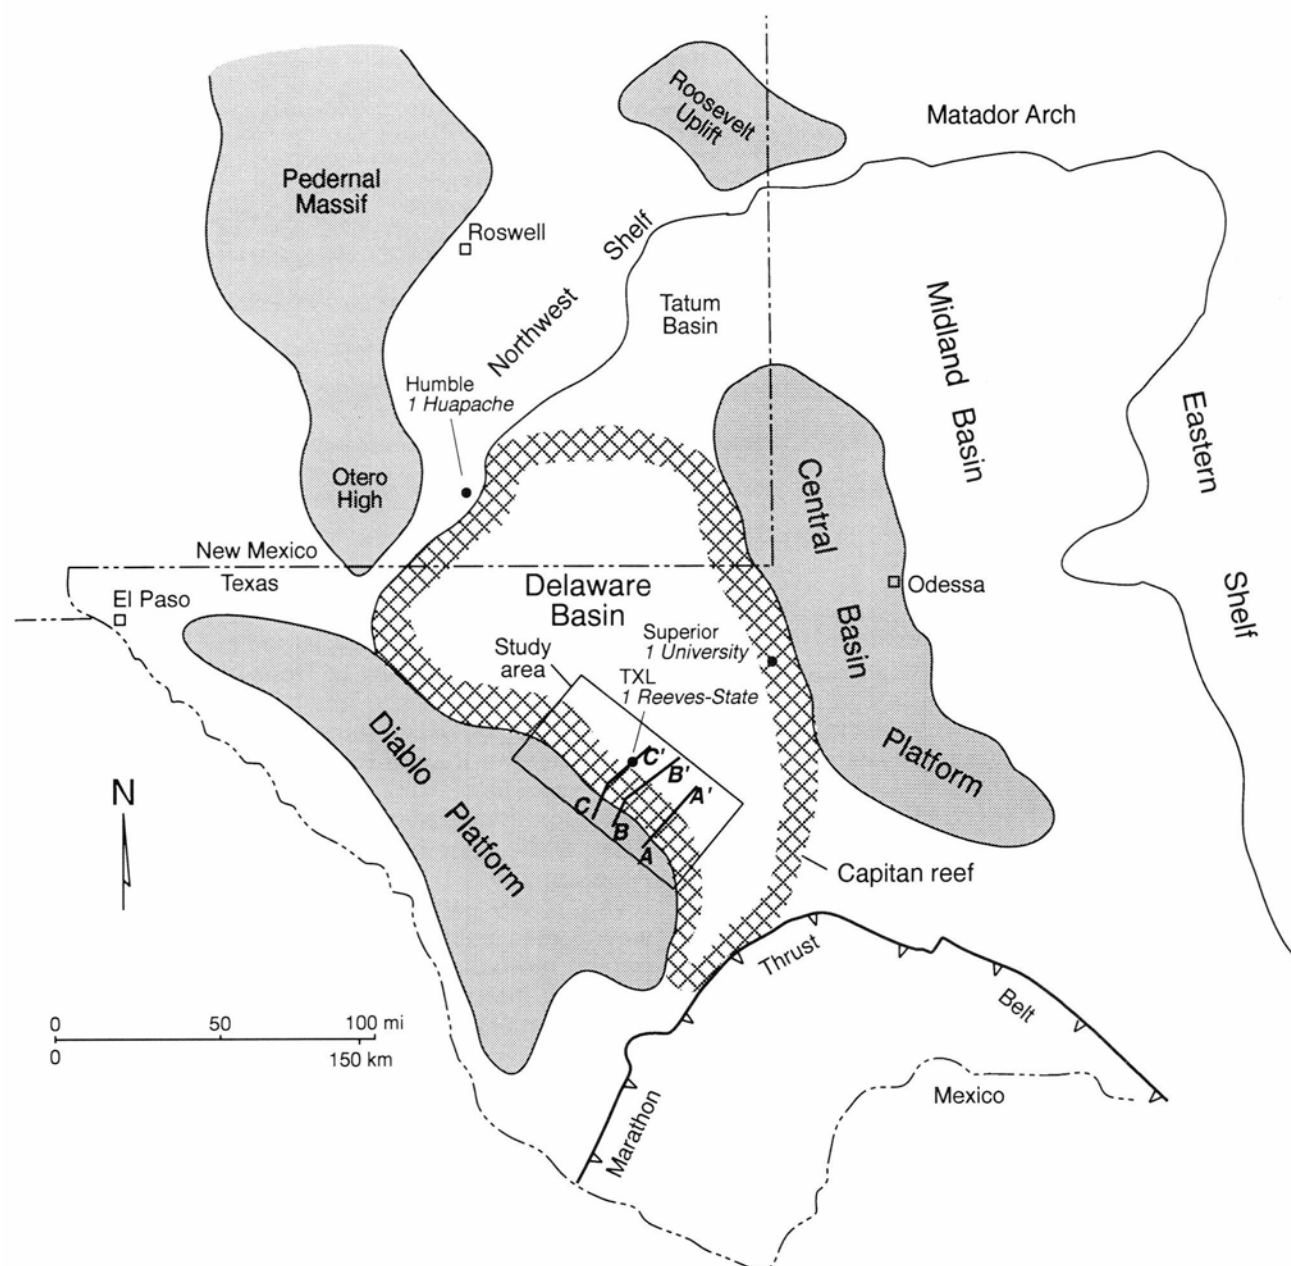 Roosevelt
Uplift
Matador Arch
Pedernal
Massif
Roswell
Northwest Shelf
Tatum
Basin
Midland Basin
Eastern Shelf
Humble
1 Huapache
Otero
High
Central Basin Platform
New Mexico
Texas
El Paso
Delaware
Basin
Odessa
Study
area
Superior
1 University
TXL
1 Reeves-State
Diablo Platform
C'
B'
A'
C
B
A
N
Capitan reef
Marathon Thrust Belt
0 50 100 mi
0 150 km
Mexico